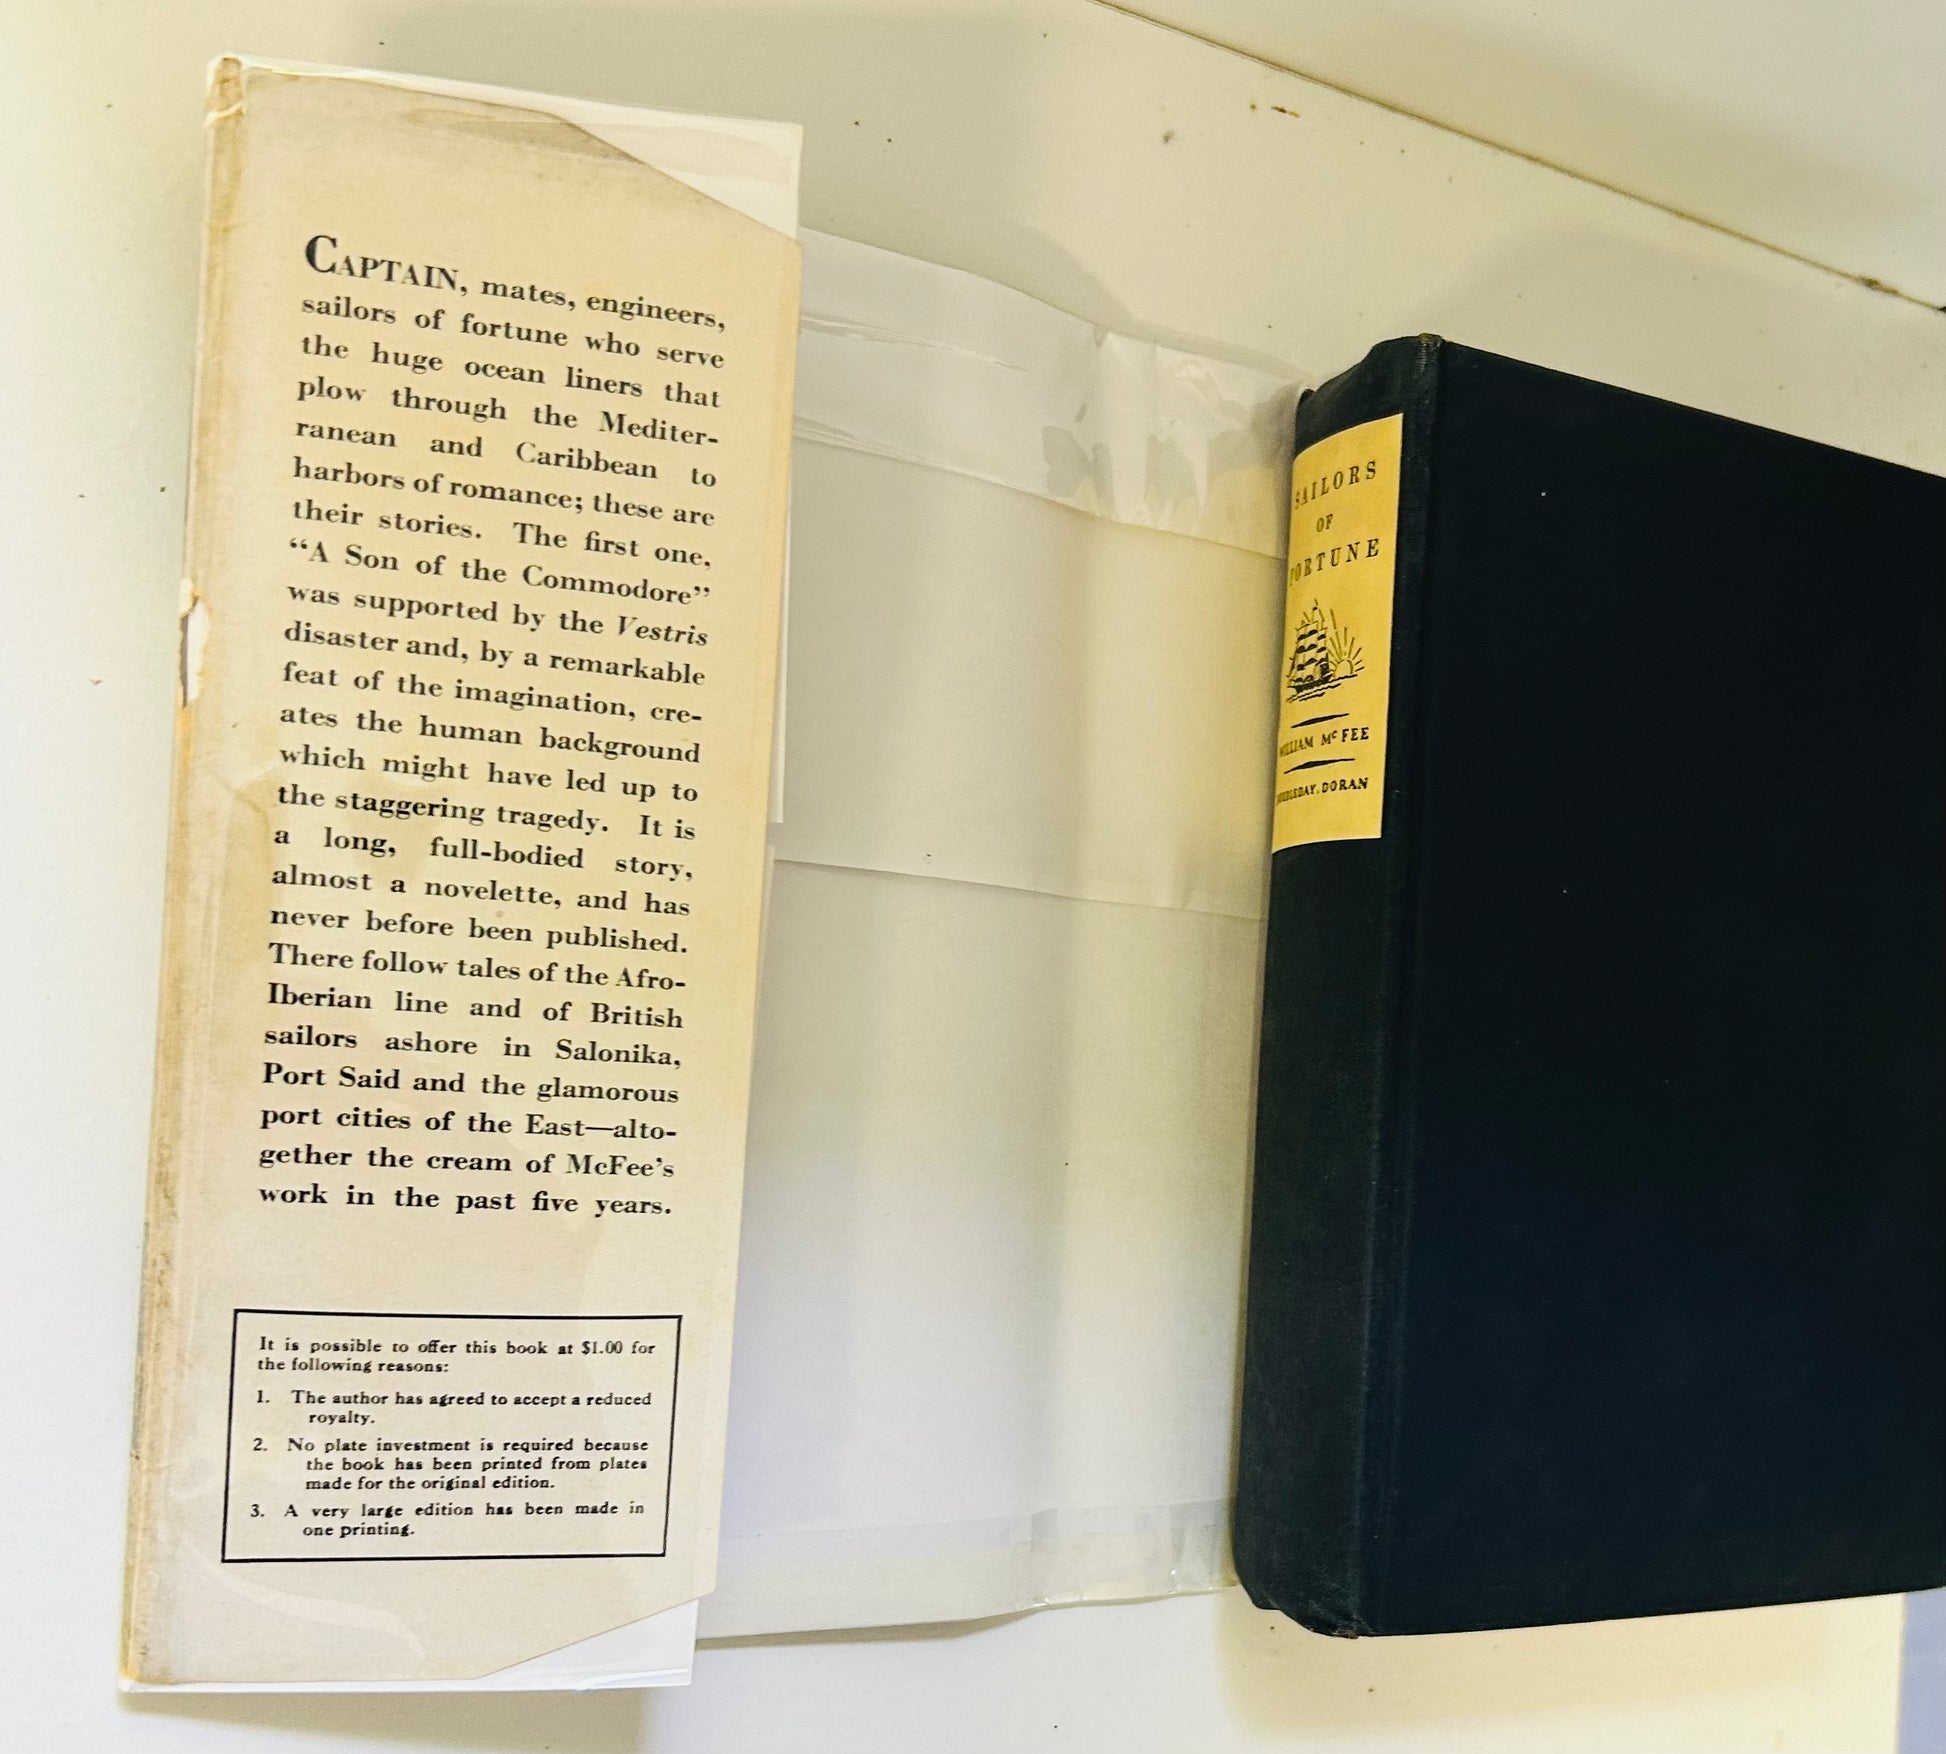 CAPTAIN, mates, engineers,
sailors of fortune who serve
the huge ocean liners that
plow through the Mediter-
ranean and Caribbean to
harbors of romance; these are
their stories. The first one,
“A Son of the Commodore”
was supported by the Vestris
disaster and, by a remarkable
feat of the imagination, cre-
ates the human background
which might have led up to
the staggering tragedy. It is
a long, full-bodied story,
almost a novelette, and has
never before been published.
There follow tales of the Afro-
Iberian line and of British
sailors ashore in Salonika,
Port Said and the glamorous
port cities of the East—alto-
gether the cream of McFee’s
work in the past five years.
It is possible to offer this book at $1.00 for
the following reasons:
1. The author has agreed to accept a reduced
royalty.
2. No plate investment is required because
the book has been printed from plates
made for the original edition.
3. A very large edition has been made in
one printing.
SAILORS
OF
FORTUNE
WILLIAM McFEE
DOUBLEDAY, DORAN